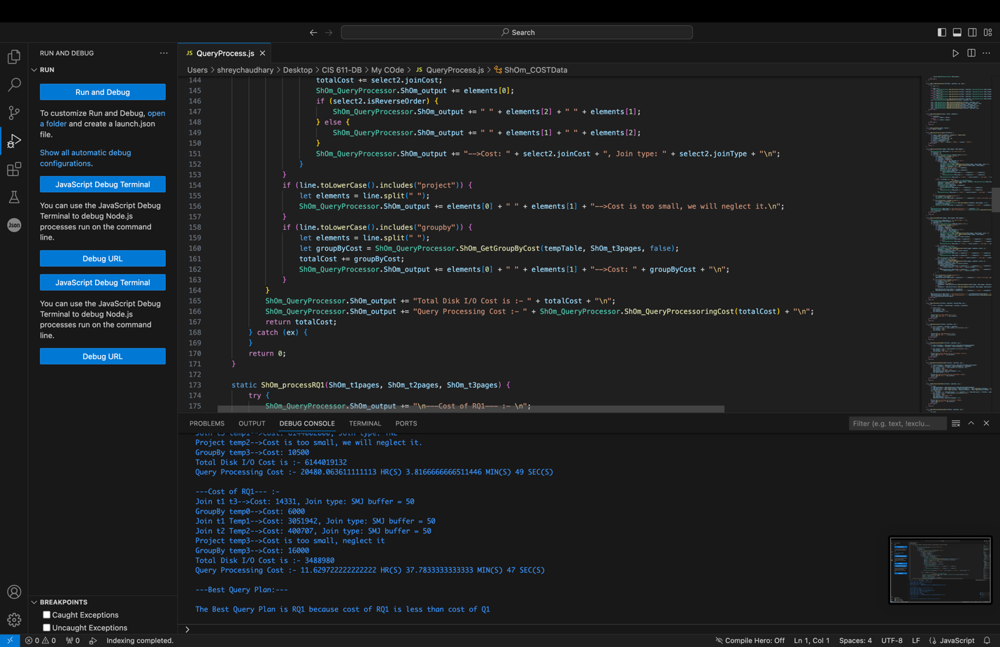 Search
RUN AND DEBUG
RUN
Run and Debug
To customize Run and Debug, open
a folder and create a launch.json
file.
Show all automatic debug
configurations.
JavaScript Debug Terminal
You can use the JavaScript Debug
Terminal to debug Node.js
processes run on the command
line.
Debug URL
JavaScript Debug Terminal
You can use the JavaScript Debug
Terminal to debug Node.js
processes run on the command
line.
Debug URL
Json
BREAKPOINTS
Caught Exceptions
Uncaught Exceptions
JS QueryProcess.js
Users > shreychaudhary > Desktop > CIS 611-DB > My COde > JS QueryProcess.js > ShOm_COSTData
144 totalCost += select2.joinCost;
145 ShOm_QueryProcessor.ShOm_output += elements[0];
146 if (select2.isReverseOrder) {
147 ShOm_QueryProcessor.ShOm_output += " " + elements[2] + " " + elements[1];
148 } else {
149 ShOm_QueryProcessor.ShOm_output += " " + elements[1] + " " + elements[2];
150 }
151 ShOm_QueryProcessor.ShOm_output += "-->Cost: " + select2.joinCost + ", Join type: " + select2.joinType + "\n";
152 }
153 }
154 if (line.toLowerCase().includes("project")) {
155 let elements = line.split(" ");
156 ShOm_QueryProcessor.ShOm_output += elements[0] + " " + elements[1] + "-->Cost is too small, we will neglect it.\n";
157 }
158 if (line.toLowerCase().includes("groupby")) {
159 let elements = line.split(" ");
160 let groupByCost = ShOm_QueryProcessor.ShOm_GetGroupByCost(tempTable, ShOm_t3pages, false);
161 totalCost += groupByCost;
162 ShOm_QueryProcessor.ShOm_output += elements[0] + " " + elements[1] + "-->Cost: " + groupByCost + "\n";
163 }
164 }
165 ShOm_QueryProcessor.ShOm_output += "Total Disk I/O Cost is :- " + totalCost + "\n";
166 ShOm_QueryProcessor.ShOm_output += "Query Processing Cost :- " + ShOm_QueryProcessor.ShOm_QueryProcessoringCost(totalCost) + "\n";
167 return totalCost;
168 } catch (ex) {
169 }
170 return 0;
171 }
172
173 static ShOm_processRQ1(ShOm_t1pages, ShOm_t2pages, ShOm_t3pages) {
174 try {
175 ShOm_QueryProcessor.ShOm_output += "\n---Cost of RQ1--- :- \n";
PROBLEMS OUTPUT DEBUG CONSOLE TERMINAL PORTS
Filter (e.g. text, !exclu...
Join t3 temp1-->Cost: 6144002000, Join type: TNL
Project temp2-->Cost is too small, we will neglect it.
GroupBy temp3-->Cost: 10500
Total Disk I/O Cost is :- 6144019132
Query Processing Cost :- 20480.063611111113 HR(S) 3.8166666666511446 MIN(S) 49 SEC(S)
---Cost of RQ1--- :-
Join t1 t3-->Cost: 14331, Join type: SMJ buffer = 50
GroupBy temp0-->Cost: 6000
Join t1 Temp1-->Cost: 3051942, Join type: SMJ buffer = 50
Join t2 Temp2-->Cost: 400707, Join type: SMJ buffer = 50
Project temp3-->Cost is too small, neglect it
GroupBy temp3-->Cost: 16000
Total Disk I/O Cost is :- 3488980
Query Processing Cost :- 11.629722222222222 HR(S) 37.7833333333333 MIN(S) 47 SEC(S)
---Best Query Plan:---
The Best Query Plan is RQ1 because cost of RQ1 is less than cost of Q1
0 0 0 Indexing completed.
Compile Hero: Off Ln 1, Col 1 Spaces: 4 UTF-8 LF JavaScript